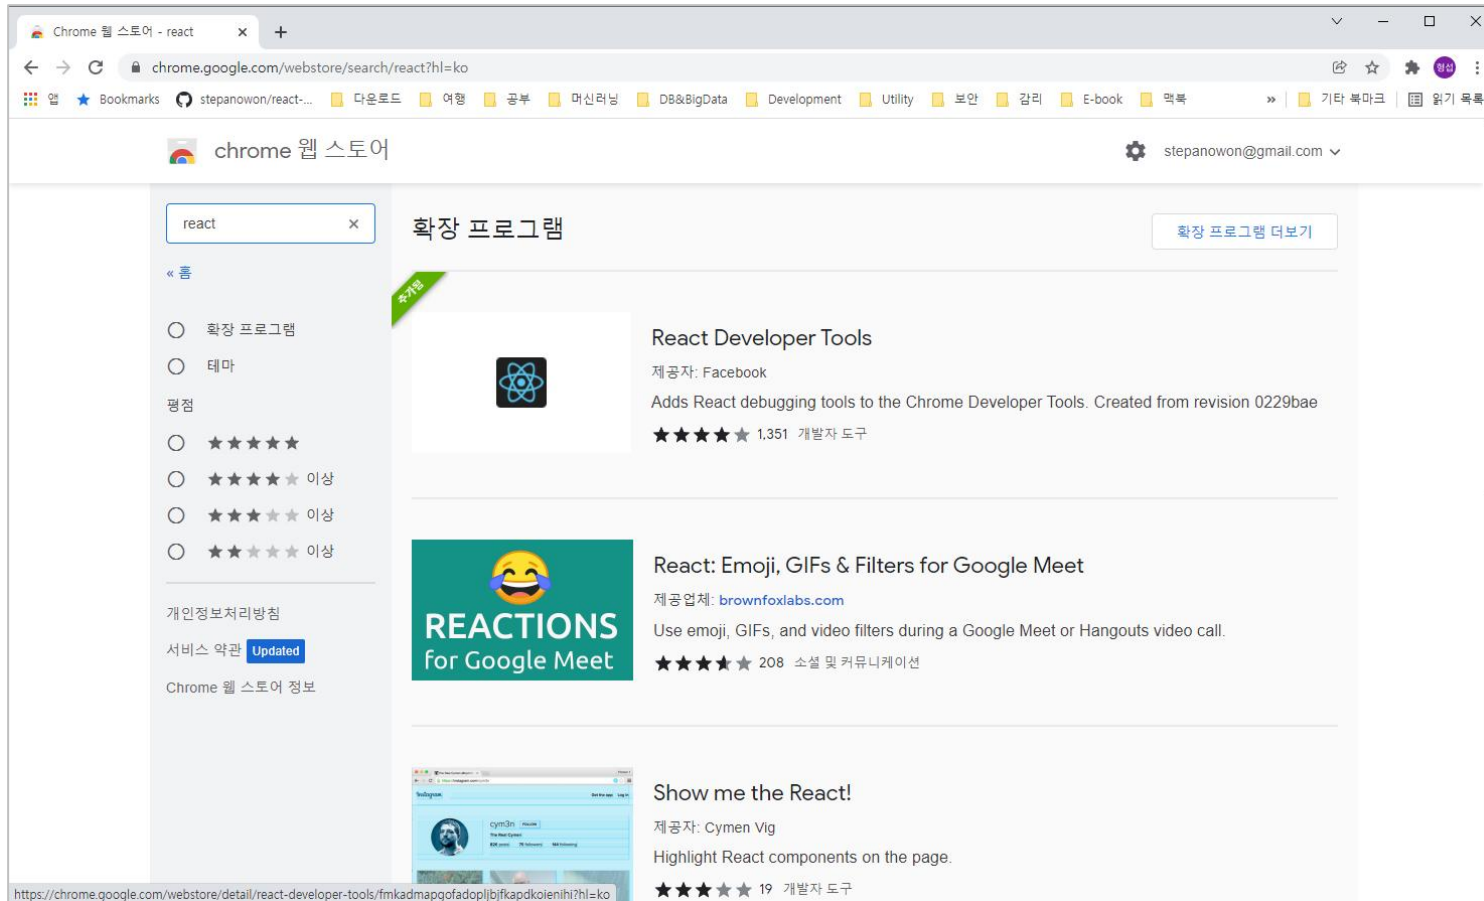 Chrome 웹 스토어 - react
chrome.google.com/webstore/search/react?hl=ko
형섭
앱 Bookmarks stepanowon/react-... 다운로드 여행 공부 머신러닝 DB&BigData Development Utility 보안 감리 E-book 맥북 » 기타 북마크 읽기 목록
chrome 웹 스토어
stepanowon@gmail.com
react
확장 프로그램
확장 프로그램 더보기
« 홈
확장 프로그램
테마
평점
이상
이상
이상
개인정보처리방침
서비스 약관 Updated
Chrome 웹 스토어 정보
추가됨
React Developer Tools
제공자: Facebook
Adds React debugging tools to the Chrome Developer Tools. Created from revision 0229bae
1,351 개발자 도구
REACTIONS
for Google Meet
React: Emoji, GIFs & Filters for Google Meet
제공업체: brownfoxlabs.com
Use emoji, GIFs, and video filters during a Google Meet or Hangouts video call.
208 소셜 및 커뮤니케이션
Instagram
cym3n
Show me the React!
제공자: Cymen Vig
Highlight React components on the page.
19 개발자 도구
https://chrome.google.com/webstore/detail/react-developer-tools/fmkadmapgofadopljbjfkapdkoienihi?hl=ko